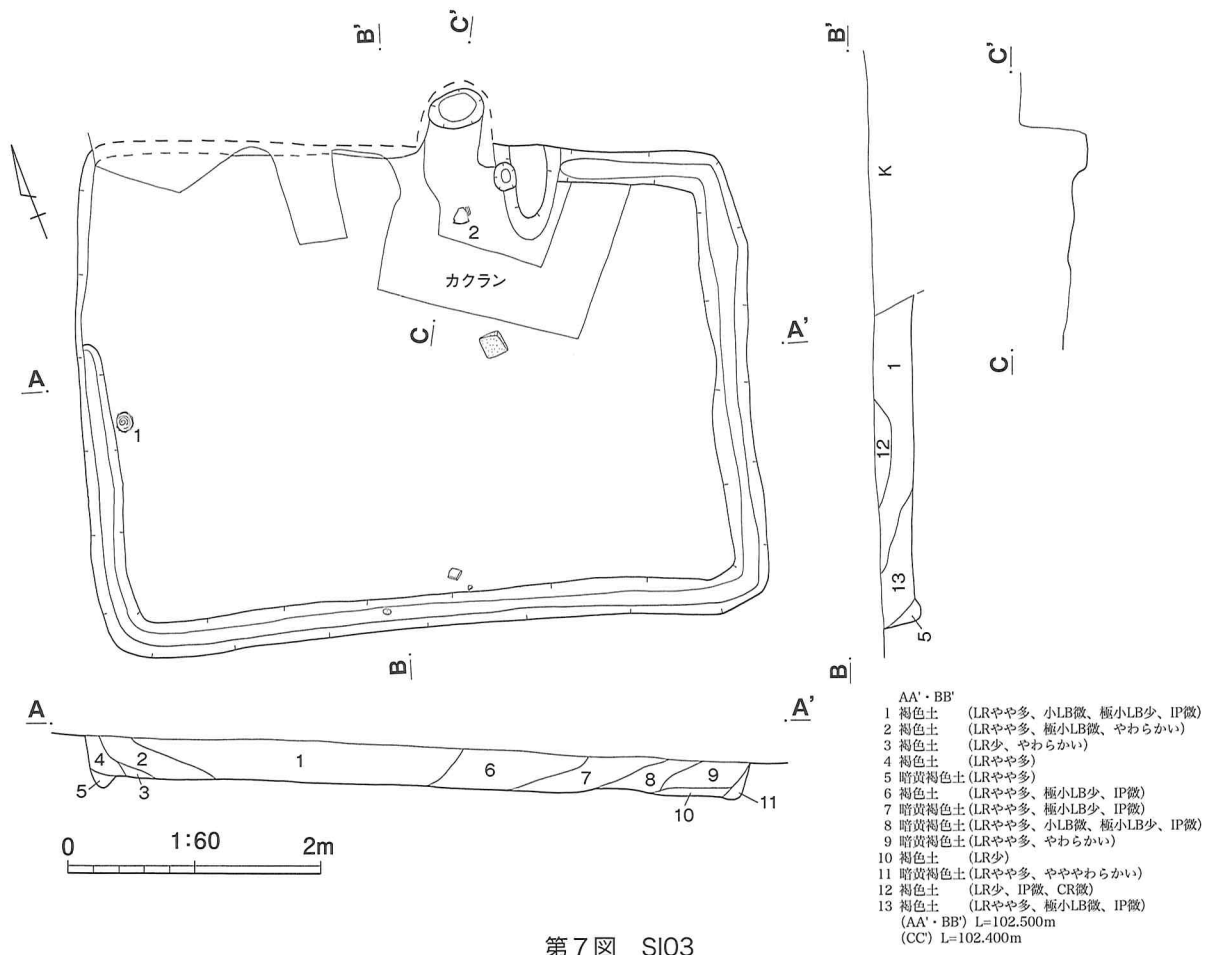 B'
C'
B'
C'
2
カクラン
K
C
A'
A
1
1
C
12
13
5
B
B
A
A'
4
2
1
6
7
8
9
5
3
10
11
0
1:60
2m
AA'・BB'
1 褐色土 (LRやや多、小LB微、極小LB少、IP微)
2 褐色土 (LRやや多、極小LB微、やわらかい)
3 褐色土 (LR少、やわらかい)
4 褐色土 (LRやや多)
5 暗黄褐色土 (LRやや多)
6 褐色土 (LRやや多、極小LB少、IP微)
7 暗黄褐色土 (LRやや多、極小LB少、IP微)
8 暗黄褐色土 (LRやや多、小LB微、極小LB少、IP微)
9 暗黄褐色土 (LRやや多、やわらかい)
10 褐色土 (LR少)
11 暗黄褐色土 (LRやや多、やややわらかい)
12 褐色土 (LR少、IP微、CR微)
13 褐色土 (LRやや多、極小LB微、IP微)
(AA'・BB') L=102.500m
(CC') L=102.400m
第7図 SI03